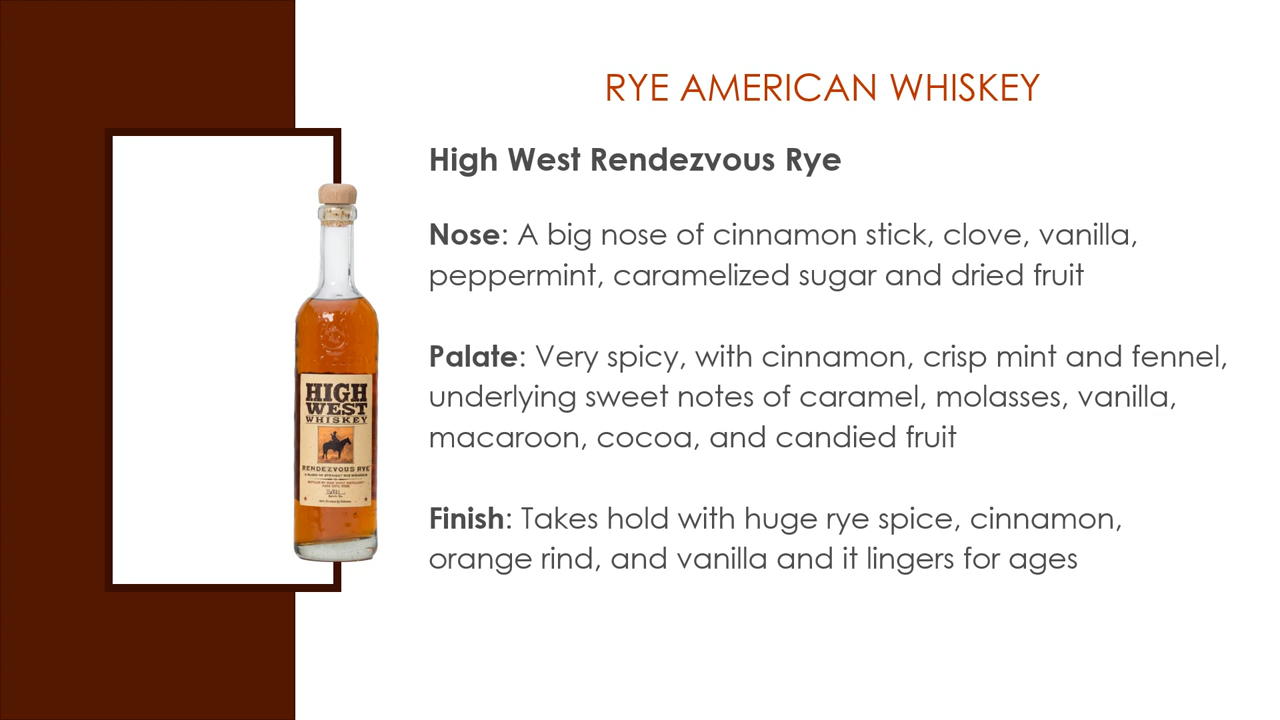 RYE AMERICAN WHISKEY
High West Rendezvous Rye
Nose: A big nose of cinnamon stick, clove, vanilla,
peppermint, caramelized sugar and dried fruit
Palate: Very spicy, with cinnamon, crisp mint and fennel,
underlying sweet notes of caramel, molasses, vanilla,
macaroon, cocoa, and candied fruit
Finish: Takes hold with huge rye spice, cinnamon,
orange rind, and vanilla and it lingers for ages
HIGH
WEST
WHISKEY
RENDEZVOUS RYE